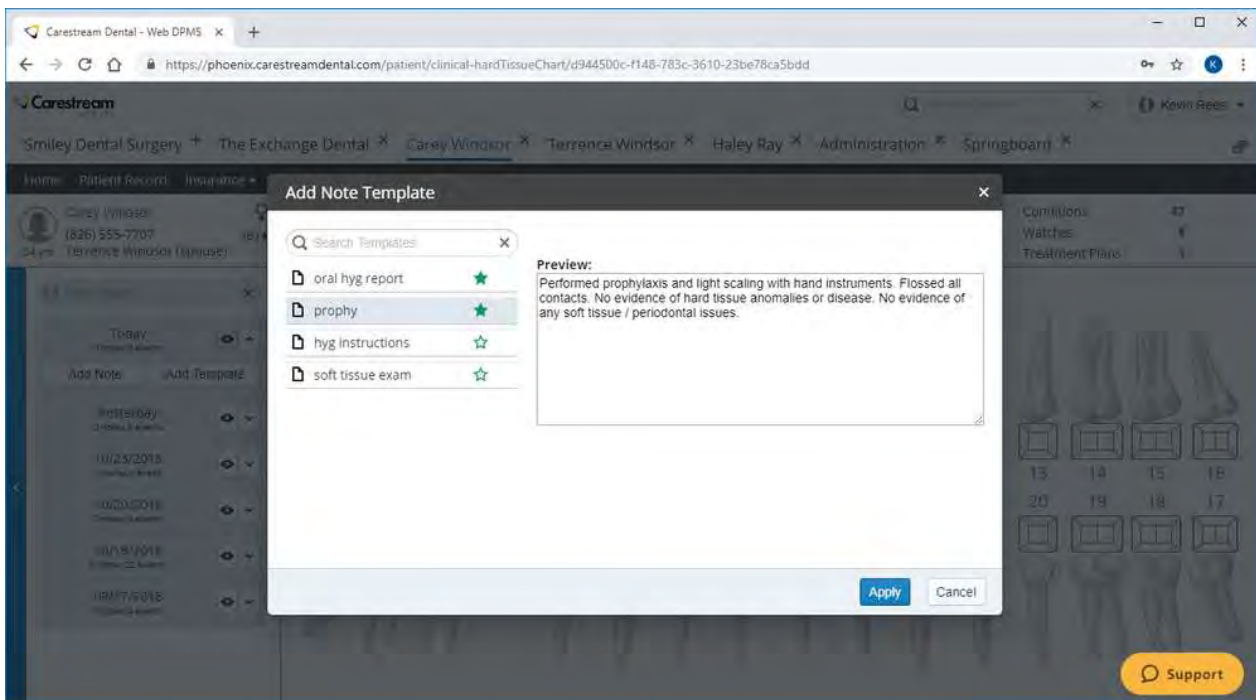 Carestream Dental - Web DPMS
https://phoenix.carestreamdental.com/patient/clinical-hardTissueChart/d944500c-f148-783c-3610-23be78ca5bdd
K
Carestream
Kevin Rees
Smiley Dental Surgery
The Exchange Dental
Carey Windsor
Terrence Windsor
Haley Ray
Administration
Springboard
Home Patient Record Insurance
Add Note Template
Carey Windsor
(826) 555-7707
Terrence Windsor (Spouse)
Conditions 47
Watches
Treatment Plans
Search Templates
oral hyg report
prophy
hyg instructions
soft tissue exam
Preview:
Performed prophylaxis and light scaling with hand instruments. Flossed all
contacts. No evidence of hard tissue anomalies or disease. No evidence of
any soft tissue / periodontal issues.
Today
Add Note Add Template
Yesterday
10/23/2018
13 14 15 16
20 19 18 17
Apply Cancel
Support